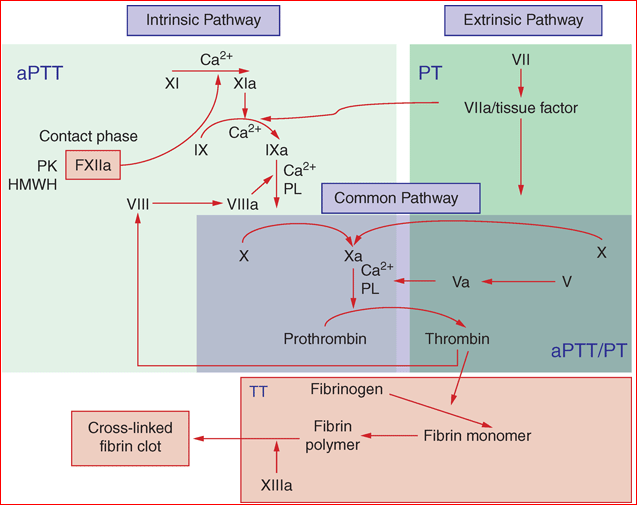 Intrinsic Pathway
Extrinsic Pathway
aPTT
Ca2+
XI
XIa
PT
VII
VIIa/tissue factor
Contact phase
PK
HMWH
FXIIa
Ca2+
IX
IXa
Ca2+
PL
VIII
VIIIa
Common Pathway
X
Xa
X
Ca2+
PL
Va
V
Prothrombin
Thrombin
aPTT/PT
TT
Fibrinogen
Cross-linked
fibrin clot
Fibrin
polymer
Fibrin monomer
XIIIa